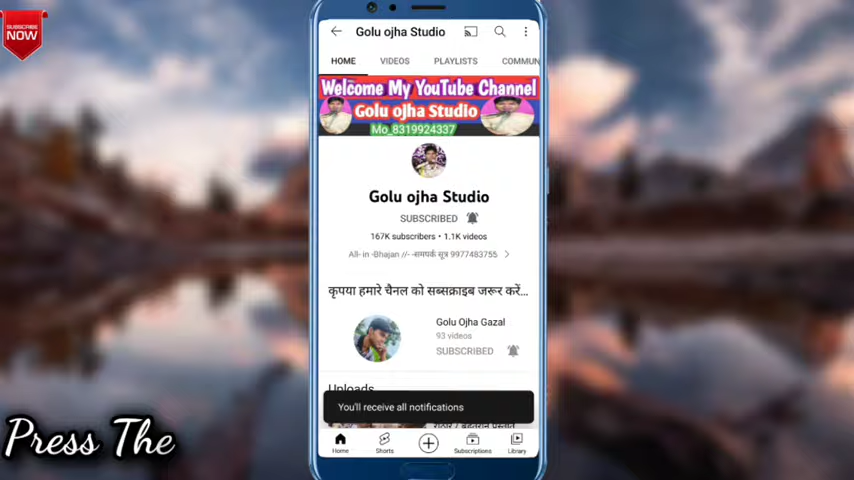 SUBSCRIBE
NOW
Golu ojha Studio
HOME VIDEOS PLAYLISTS COMMUN
Welcome My YouTube Channel
Golu ojha Studio
Mo_8319924337
Golu ojha Studio
SUBSCRIBED
167K subscribers • 1.1K videos
All- in -Bhajan //- -समपर्क सूत्र 9977483755
कृपया हमारे चैनल को सब्सक्राइब जरूर करें...
Golu Ojha Gazal
93 videos
SUBSCRIBED
Uploads
You'll receive all notifications
Press The
Home Shorts Subscriptions Library